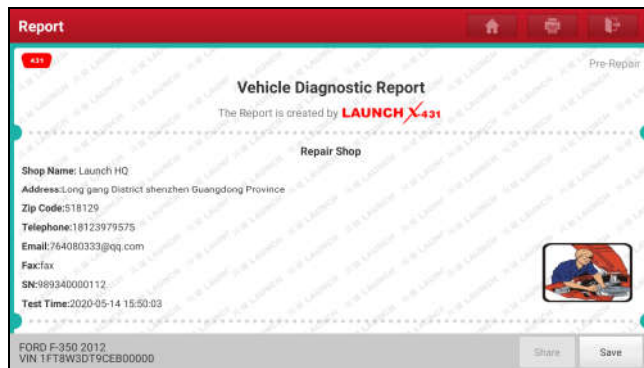 Report
431
Pre-Repair
Vehicle Diagnostic Report
The Report is created by LAUNCH X-431
Repair Shop
Shop Name: Launch HQ
Address:Long gang District shenzhen Guangdong Province
Zip Code:518129
Telephone:18123979575
Email:764080333@qq.com
Fax:fax
SN:989340000112
Test Time:2020-05-14 15:50:03
FORD F-350 2012
VIN 1FT8W3DT9CEB00000
Share
Save